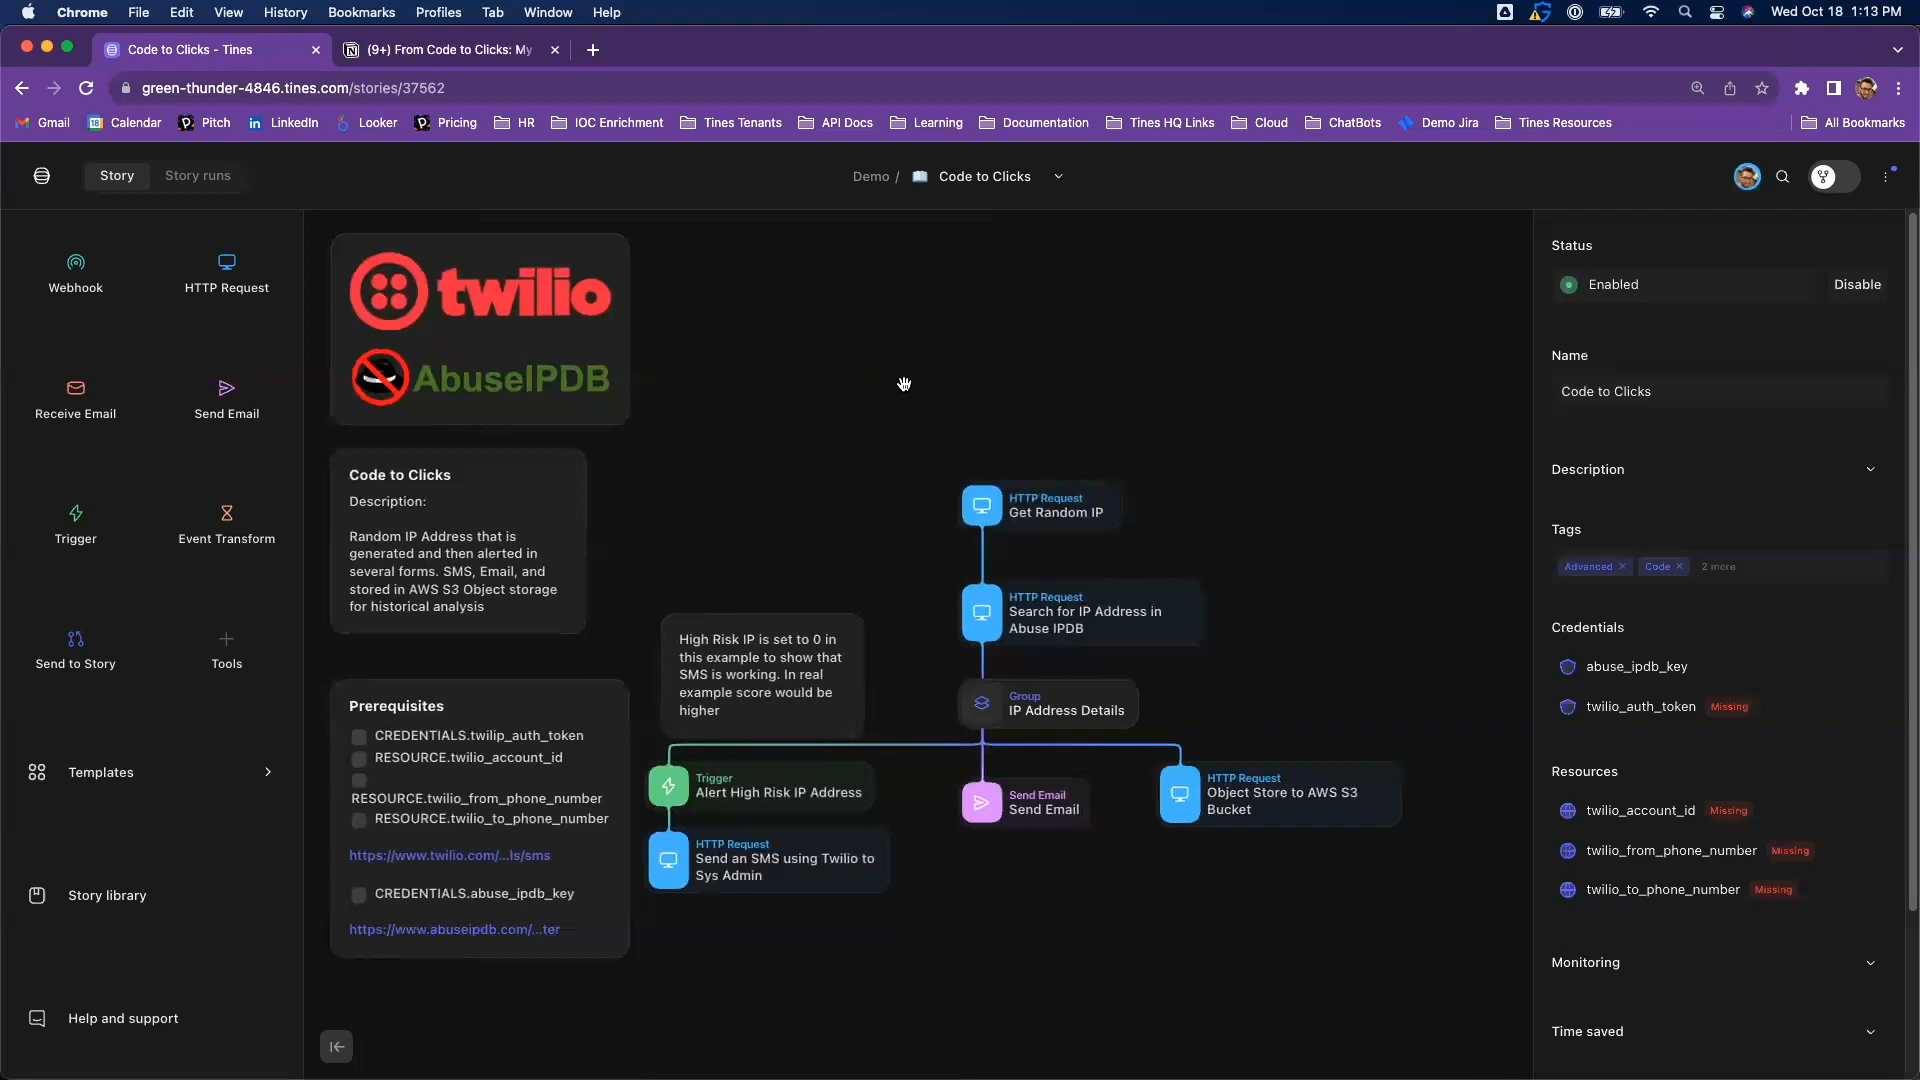 Chrome File Edit View History Bookmarks Profiles Tab Window Help
Wed Oct 18 1:13 PM
Code to Clicks - Tines
(9+) From Code to Clicks: My
green-thunder-4846.tines.com/stories/37562
Gmail
18
Calendar
Pitch
LinkedIn
Looker
Pricing
HR
IOC Enrichment
Tines Tenants
API Docs
Learning
Documentation
Tines HQ Links
Cloud
ChatBots
Demo Jira
Tines Resources
All Bookmarks
Story
Story runs
Demo /
Code to Clicks
Webhook
HTTP Request
Receive Email
Send Email
Trigger
Event Transform
Send to Story
Tools
Templates
Story library
Help and support
twilio
AbuseIPDB
Code to Clicks
Description:
Random IP Address that is
generated and then alerted in
several forms. SMS, Email, and
stored in AWS S3 Object storage
for historical analysis
Prerequisites
CREDENTIALS.twilip_auth_token
RESOURCE.twilio_account_id
RESOURCE.twilio_from_phone_number
RESOURCE.twilio_to_phone_number
https://www.twilio.com/...ls/sms
CREDENTIALS.abuse_ipdb_key
https://www.abuseipdb.com/...ter
High Risk IP is set to 0 in
this example to show that
SMS is working. In real
example score would be
higher
HTTP Request
Get Random IP
HTTP Request
Search for IP Address in
Abuse IPDB
Group
IP Address Details
Trigger
Alert High Risk IP Address
HTTP Request
Send an SMS using Twilio to
Sys Admin
Send Email
Send Email
HTTP Request
Object Store to AWS S3
Bucket
Status
Enabled
Disable
Name
Code to Clicks
Description
Tags
Advanced ×
Code ×
2 more
Credentials
abuse_ipdb_key
twilio_auth_token Missing
Resources
twilio_account_id Missing
twilio_from_phone_number Missing
twilio_to_phone_number Missing
Monitoring
Time saved